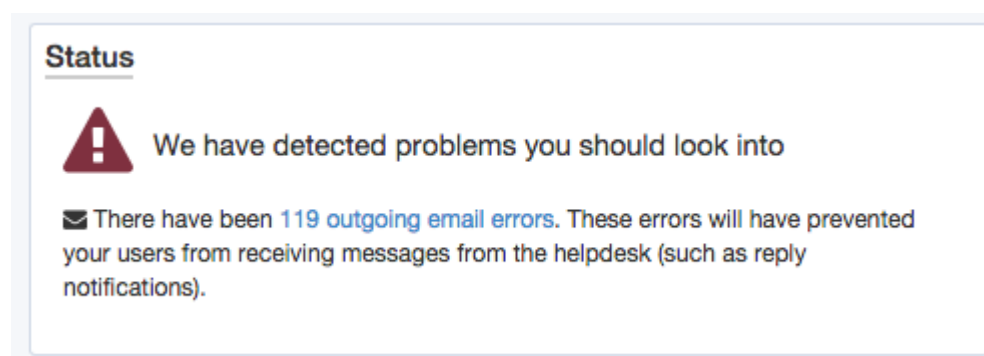 Status
We have detected problems you should look into
There have been 119 outgoing email errors. These errors will have prevented
your users from receiving messages from the helpdesk (such as reply
notifications).